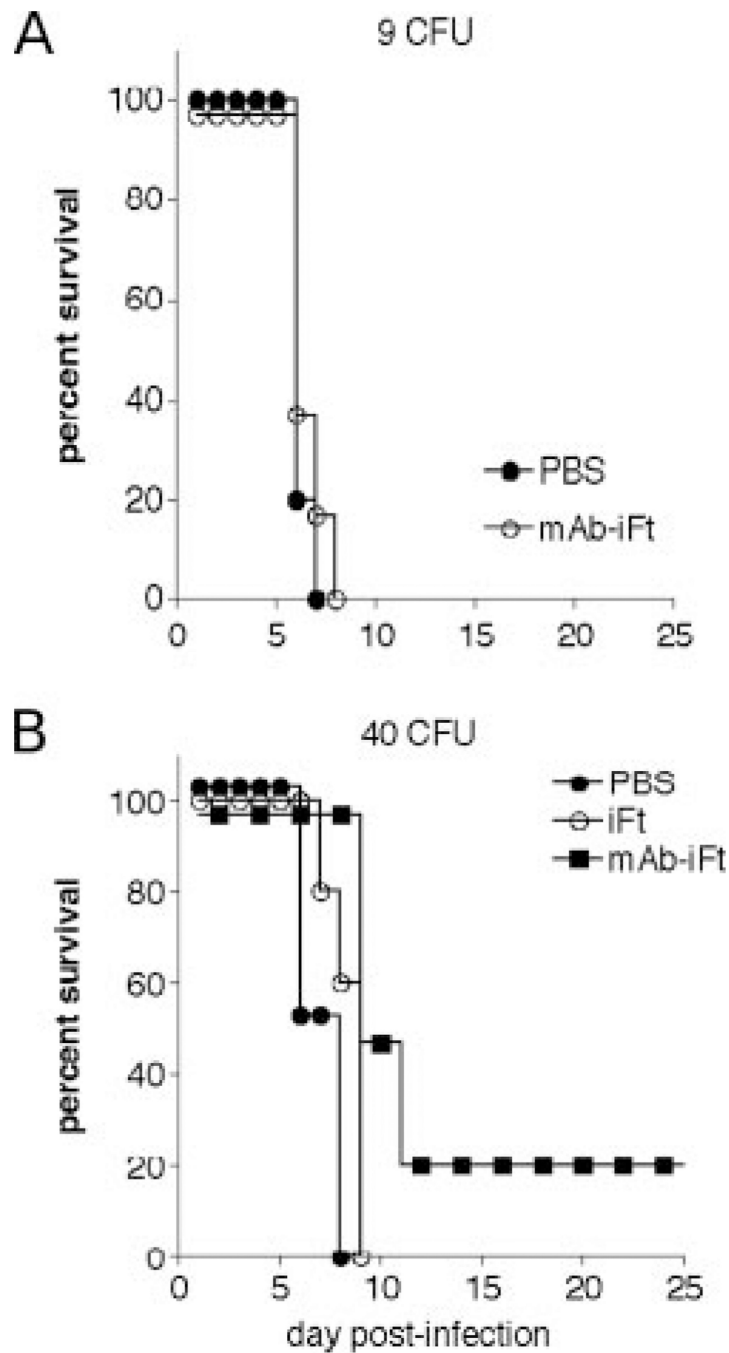 A
9 CFU
percent survival
100
80
60
40
20
0
0 5 10 15 20 25
PBS
mAb-iFt
B
40 CFU
percent survival
100
80
60
40
20
0
0 5 10 15 20 25
PBS
iFt
mAb-iFt
day post-infection